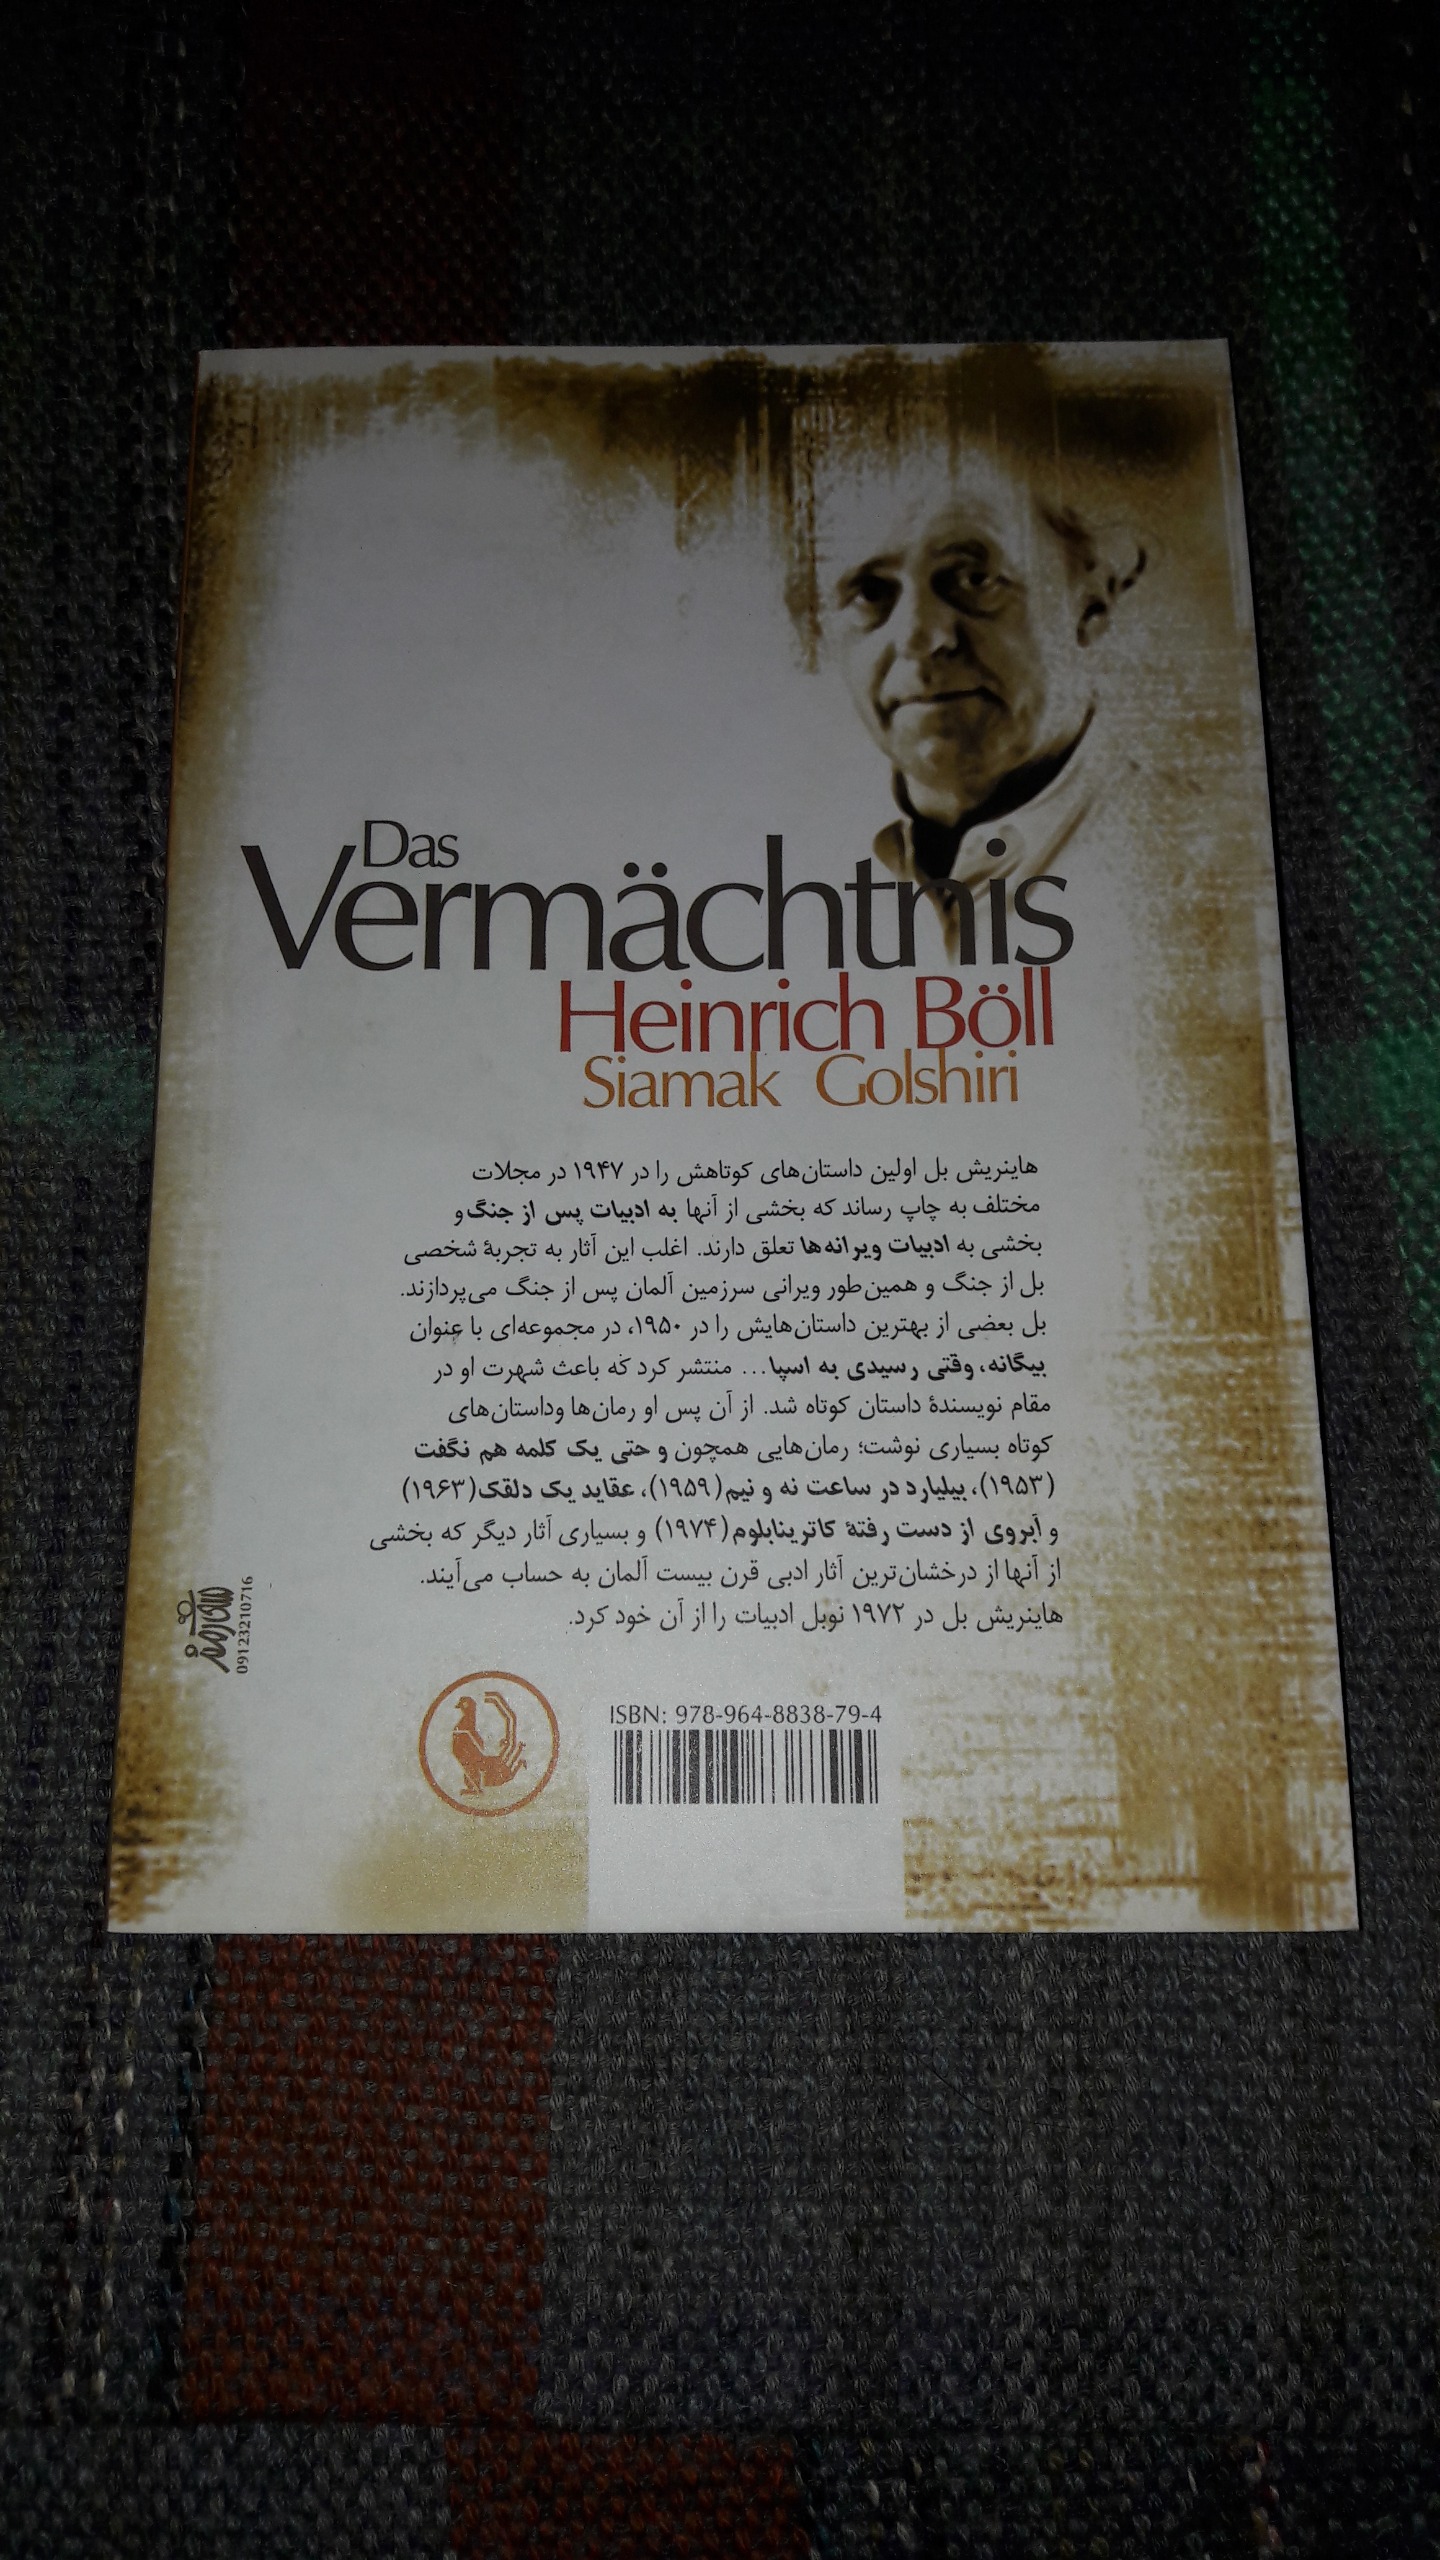 Das
Vermächtnis
Heinrich Böll
Siamak Golshiri
هاینریش بل اولین داستان‌های کوتاهش را در ۱۹۴۷ در مجلات
مختلف به چاپ رساند که بخشی از آنها به ادبیات پس از جنگ و
بخشی به ادبیات ویرانه‌ها تعلق دارند. اغلب این آثار به تجربهٔ شخصی
بل از جنگ و همین‌طور ویرانی سرزمین آلمان پس از جنگ می‌پردازند.
بل بعضی از بهترین داستان‌هایش را در ۱۹۵۰، در مجموعه‌ای با عنوان
بیگانه، وقتی رسیدی به اسپا... منتشر کرد که باعث شهرت او در
مقام نویسندهٔ داستان کوتاه شد. از آن پس او رمان‌ها وداستان‌های
کوتاه بسیاری نوشت؛ رمان‌هایی همچون و حتی یک کلمه هم نگفت
(۱۹۵۳)، بیلیارد در ساعت نه و نیم(۱۹۵۹)، عقاید یک دلقک(۱۹۶۳)
و آبروی از دست رفتهٔ کاترینابلوم(۱۹۷۴) و بسیاری آثار دیگر که بخشی
از آنها از درخشان‌ترین آثار ادبی قرن بیست آلمان به حساب می‌آیند.
هاینریش بل در ۱۹۷۲ نوبل ادبیات را از آن خود کرد.
09123210716
ISBN: 978-964-8838-79-4